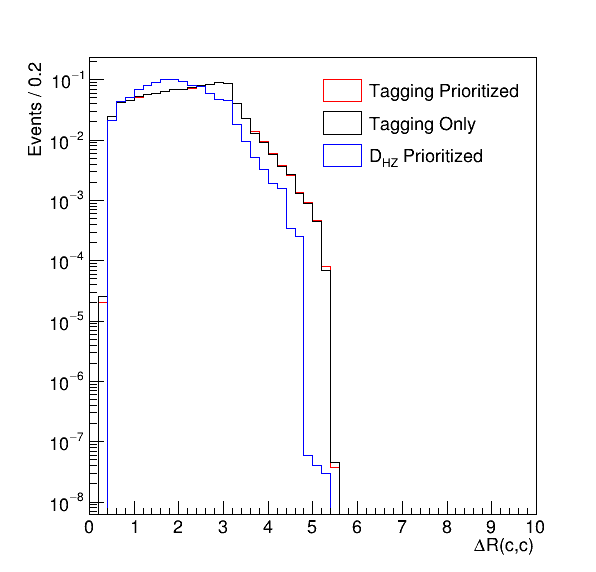 Events / 0.2
10⁻¹
10⁻²
10⁻³
10⁻⁴
10⁻⁵
10⁻⁶
10⁻⁷
10⁻⁸
Tagging Prioritized
Tagging Only
D_HZ Prioritized
0 1 2 3 4 5 6 7 8 9 10
ΔR(c,c)